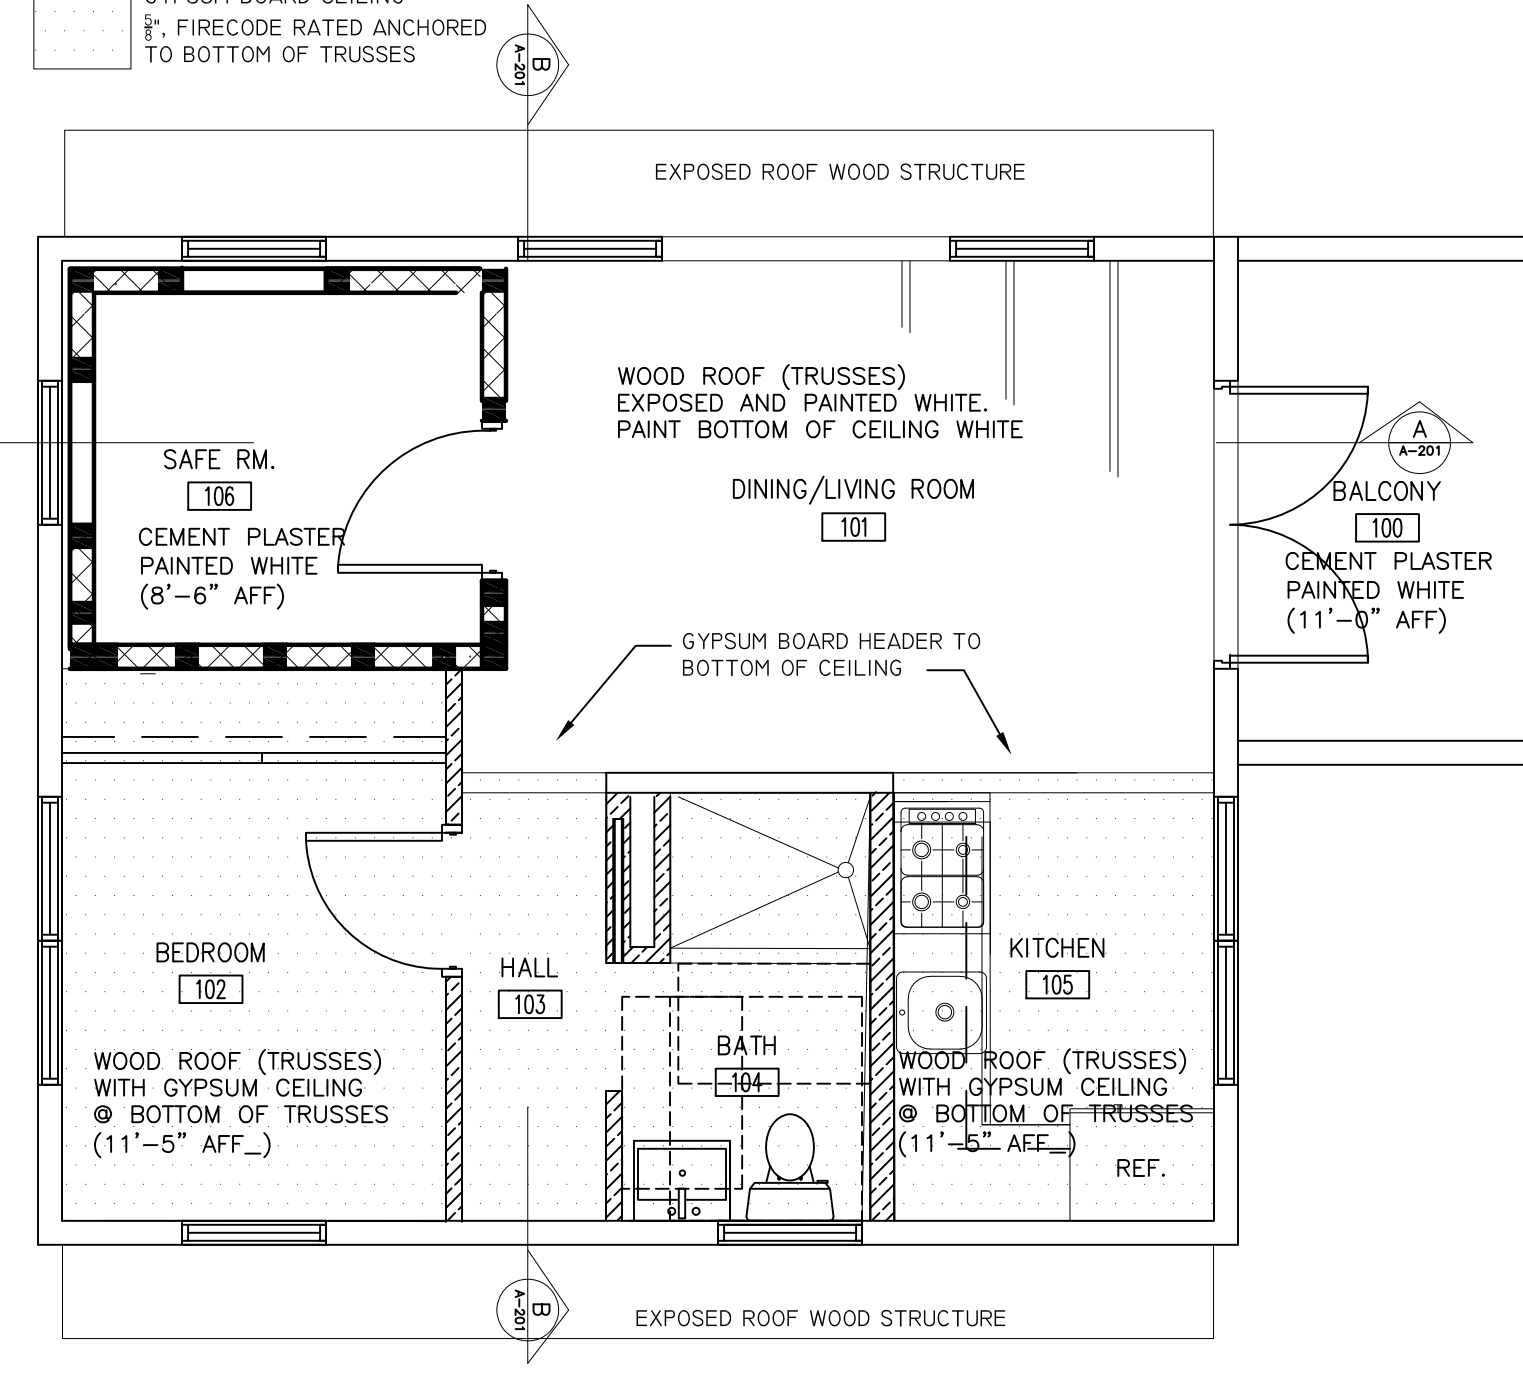 ⅝", FIRECODE RATED ANCHORED
TO BOTTOM OF TRUSSES
B
A-201
EXPOSED ROOF WOOD STRUCTURE
WOOD ROOF (TRUSSES)
EXPOSED AND PAINTED WHITE.
PAINT BOTTOM OF CEILING WHITE
SAFE RM.
106
CEMENT PLASTER
PAINTED WHITE
(8'-6" AFF)
DINING/LIVING ROOM
101
A
A-201
BALCONY
100
CEMENT PLASTER
PAINTED WHITE
(11'-0" AFF)
GYPSUM BOARD HEADER TO
BOTTOM OF CEILING
BEDROOM
102
WOOD ROOF (TRUSSES)
WITH GYPSUM CEILING
@ BOTTOM OF TRUSSES
(11'-5" AFF_)
HALL
103
BATH
104
KITCHEN
105
WOOD ROOF (TRUSSES)
WITH GYPSUM CEILING
@ BOTTOM OF TRUSSES
(11'-5" AFF_)
REF.
B
A-201
EXPOSED ROOF WOOD STRUCTURE